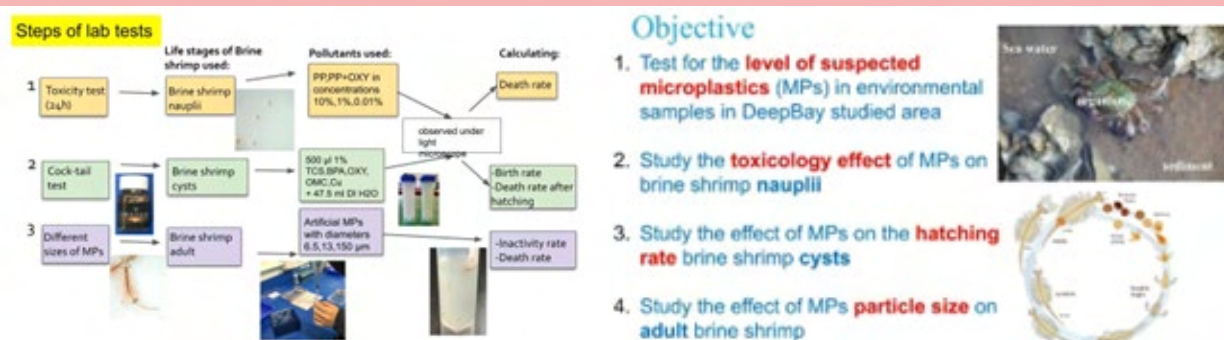 Steps of lab tests
Life stages of Brine
shrimp used:
Pollutants used:
Calculating:
1
Toxicity test
(24h)
Brine shrimp
nauplii
PP,PP+OXY in
concentrations
10%,1%,0.01%
Death rate
observed under
light
2
Cock-tail
test
Brine shrimp
cysts
500 µl 1%
TCS,BPA,OXY,
OMC,Cu
+ 47.5 ml DI H2O
-Birth rate
-Death rate after
hatching
3
Different
sizes of MPs
Brine shrimp
adult
Artificial MPs
with diameters
6.5,13,150 µm
-Inactivity rate
-Death rate
Objective
1. Test for the level of suspected
microplastics (MPs) in environmental
samples in DeepBay studied area
2. Study the toxicology effect of MPs on
brine shrimp nauplii
3. Study the effect of MPs on the hatching
rate brine shrimp cysts
4. Study the effect of MPs particle size on
adult brine shrimp
Sea water
organism
sediment